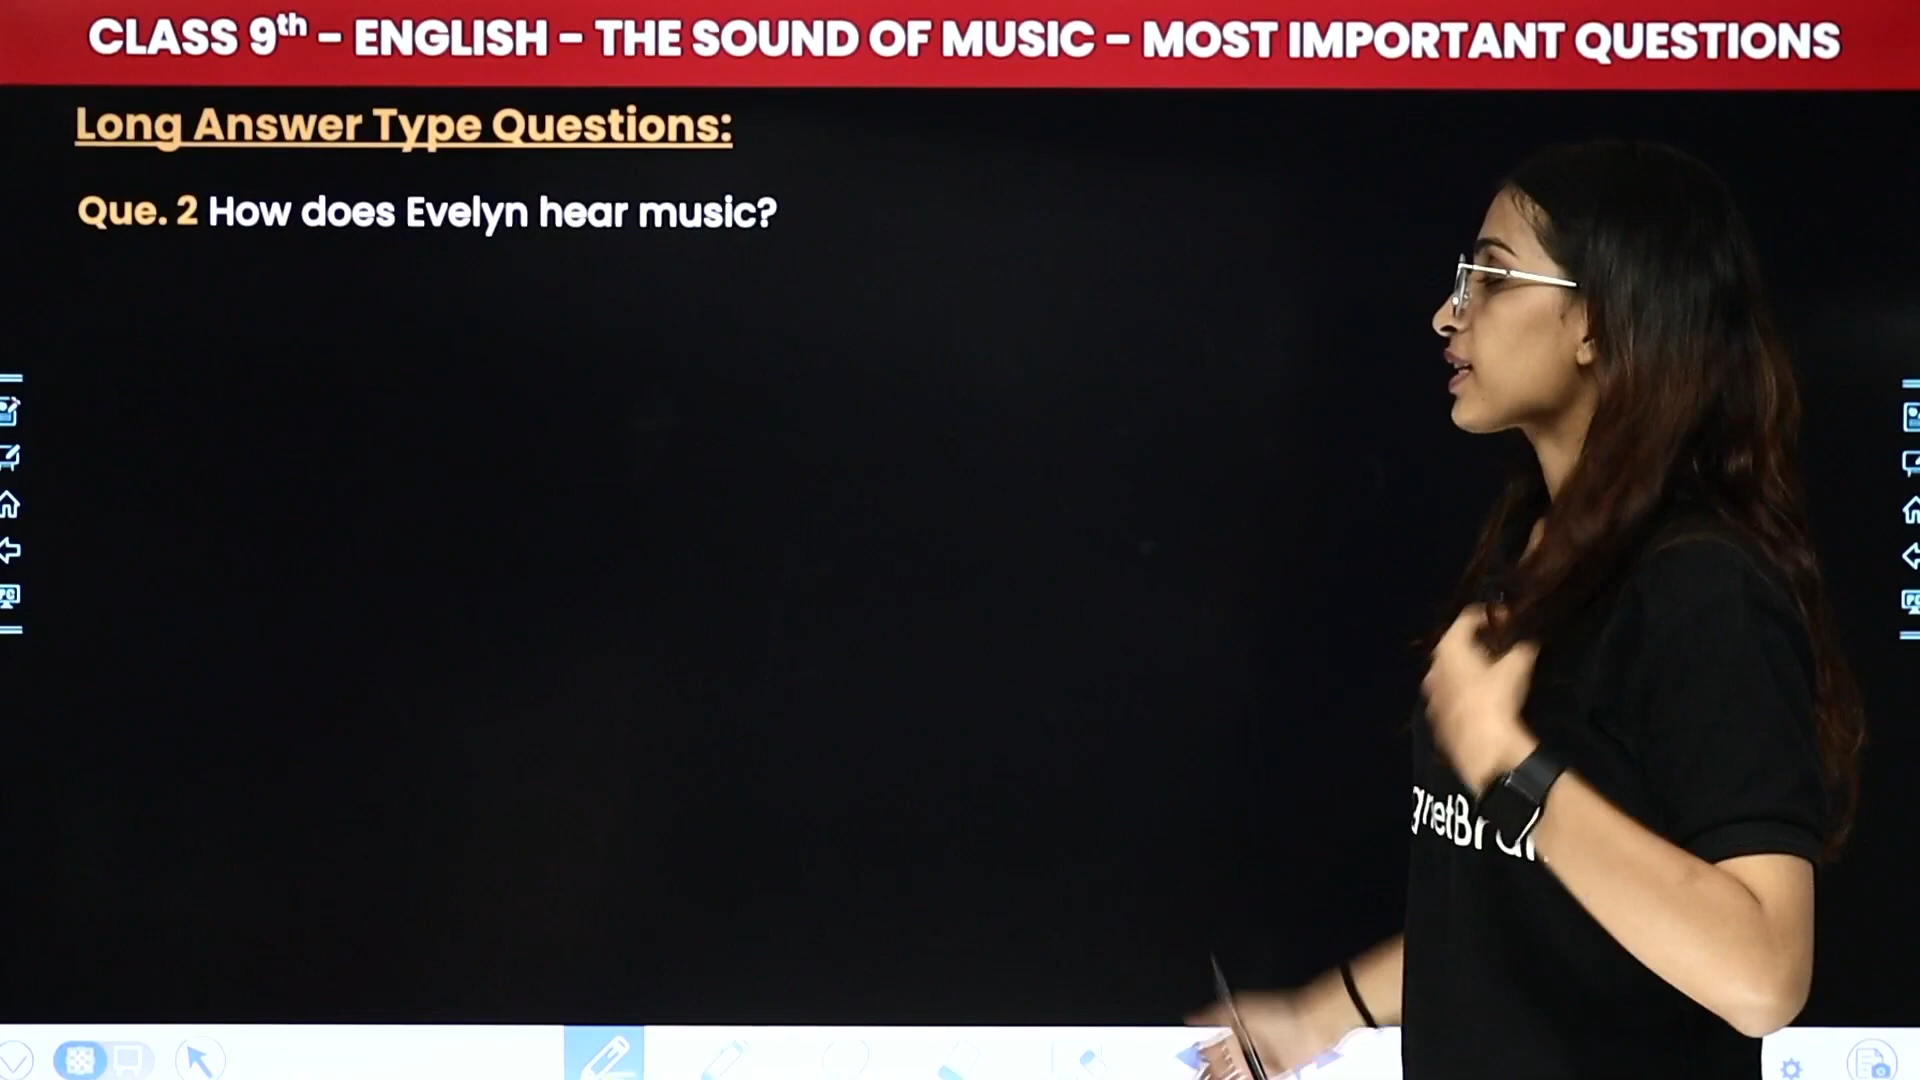 CLASS 9th - ENGLISH - THE SOUND OF MUSIC - MOST IMPORTANT QUESTIONS
Long Answer Type Questions:
Que. 2 How does Evelyn hear music?